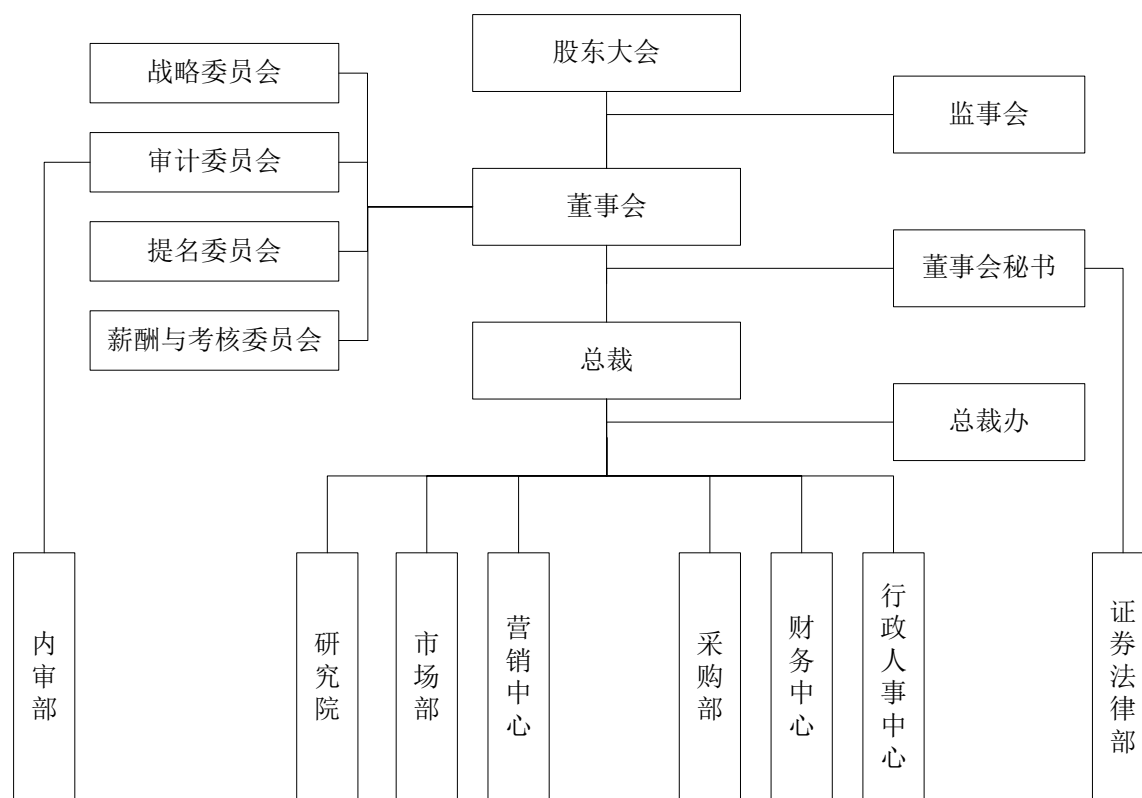 股东大会
战略委员会
监事会
审计委员会
董事会
提名委员会
董事会秘书
薪酬与考核委员会
总裁
总裁办
内审部
研究院
市场部
营销中心
采购部
财务中心
行政人事中心
证券法律部